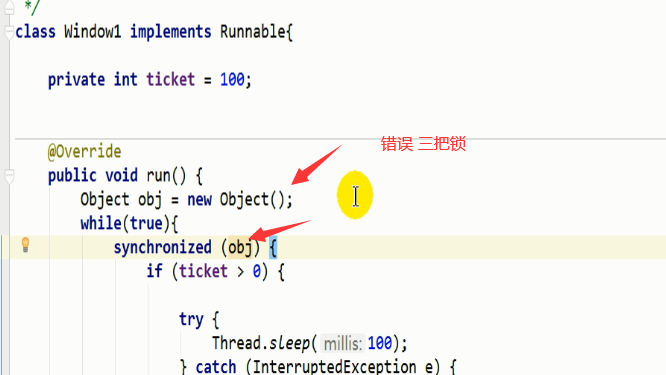 */
class Window1 implements Runnable{
private int ticket = 100;
@Override
错误 三把锁
public void run() {
Object obj = new Object();
while(true){
synchronized (obj) {
if (ticket > 0) {
try {
Thread.sleep( millis: 100);
} catch (InterruptedException e) {